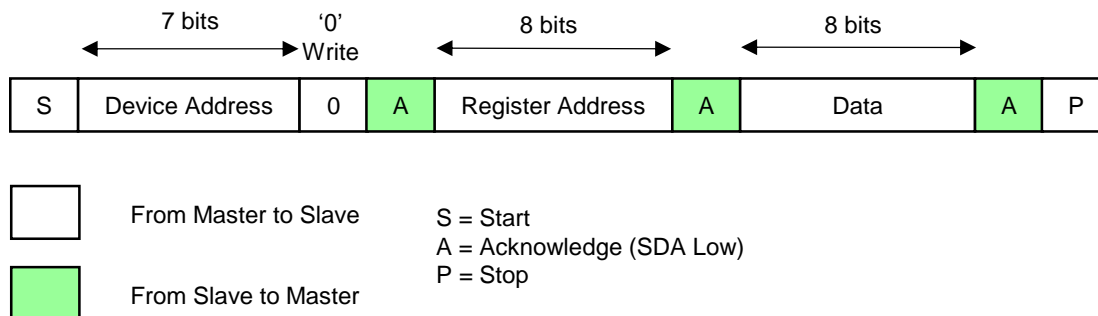 7 bits
‘0’
Write
8 bits
8 bits
S Device Address 0 A Register Address A Data A P
From Master to Slave
From Slave to Master
S = Start
A = Acknowledge (SDA Low)
P = Stop